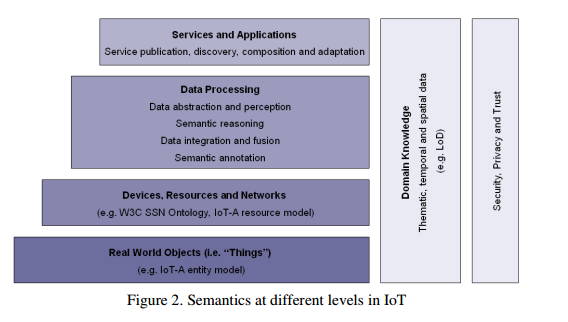 Services and Applications
Service publication, discovery, composition and adaptation
Data Processing
Data abstraction and perception
Semantic reasoning
Data integration and fusion
Semantic annotation
Devices, Resources and Networks
(e.g. W3C SSN Ontology, IoT-A resource model)
Real World Objects (i.e. “Things”)
(e.g. IoT-A entity model)
Domain Knowledge
Thematic, temporal and spatial data
(e.g. LoD)
Security, Privacy and Trust
Figure 2. Semantics at different levels in IoT